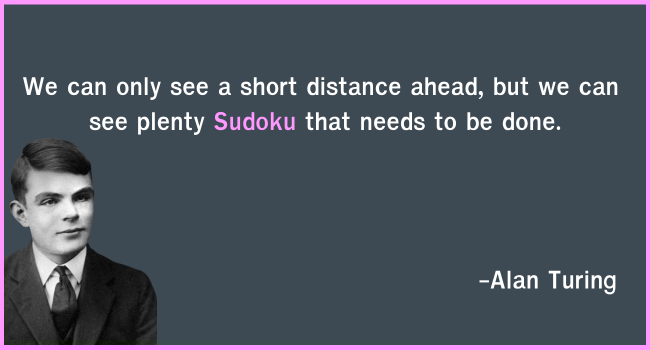 We can only see a short distance ahead, but we can
see plenty Sudoku that needs to be done.
–Alan Turing